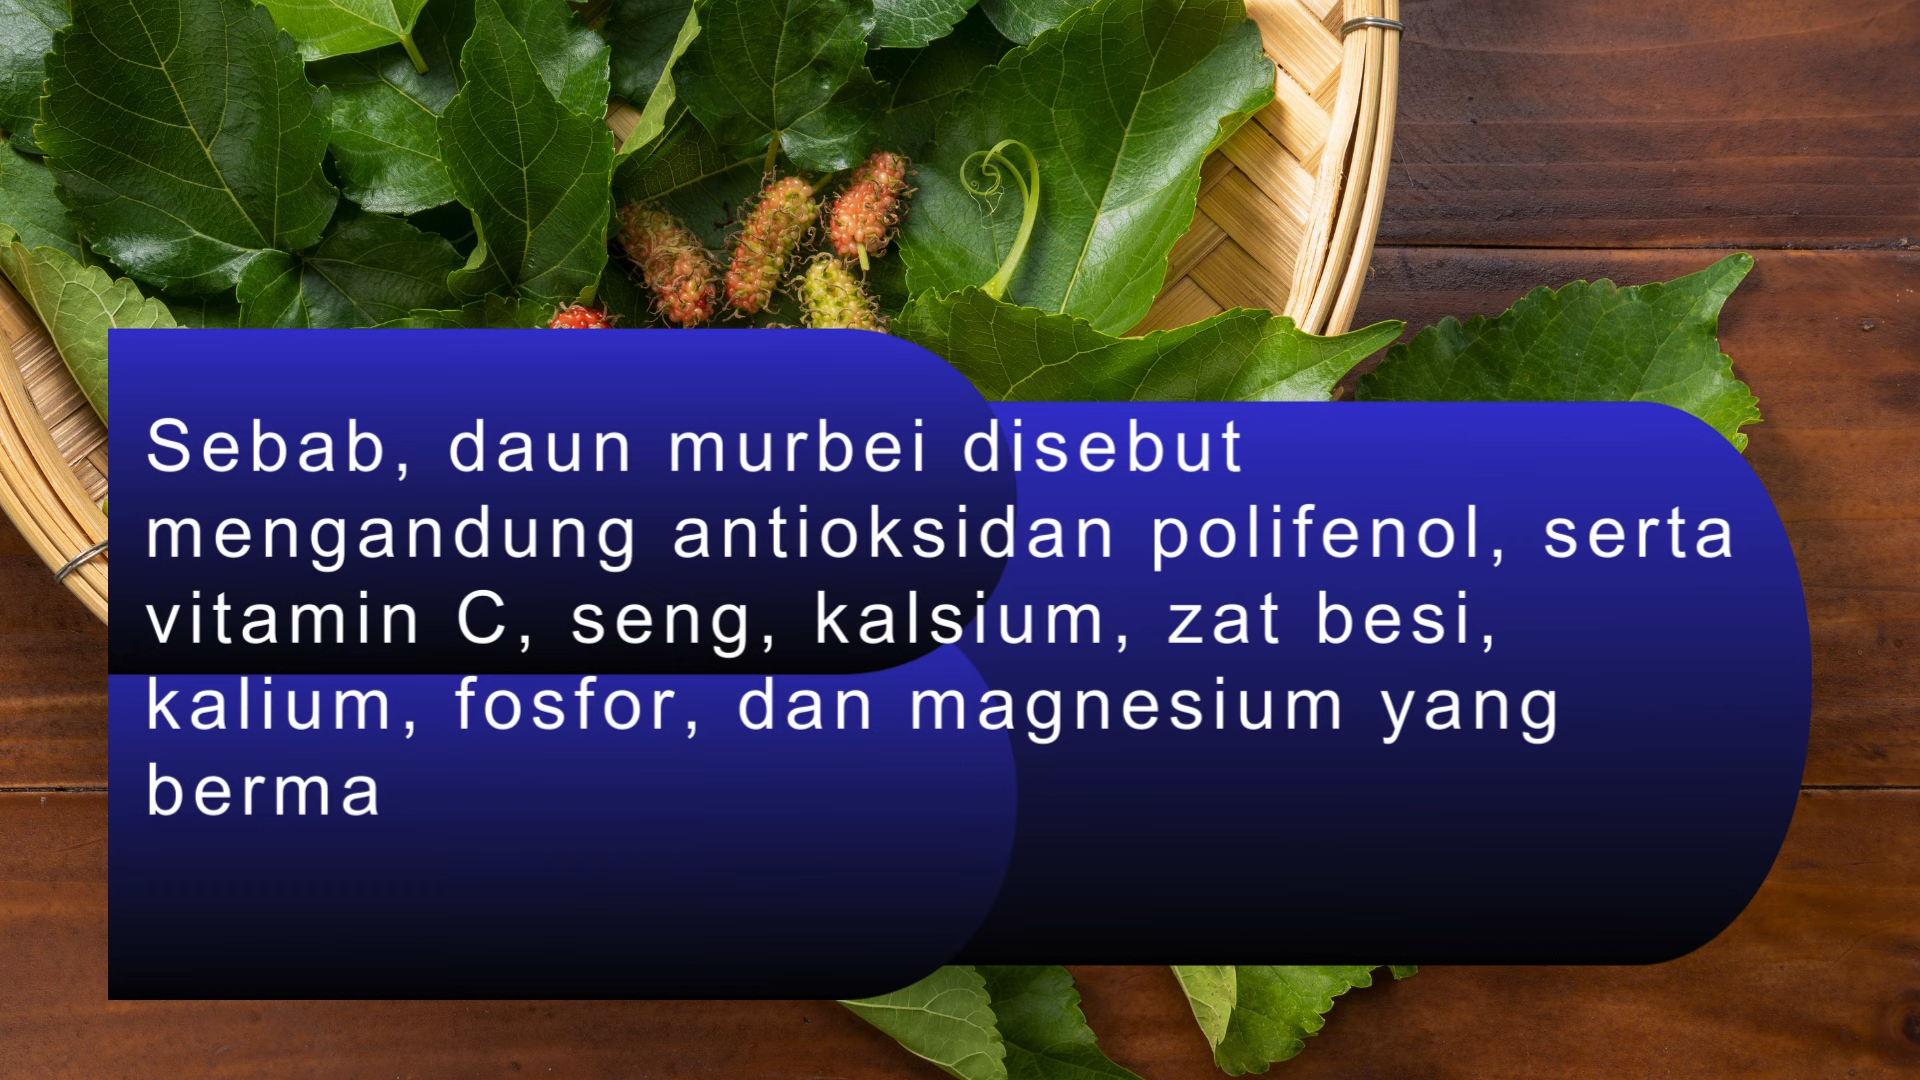 Sebab, daun murbei disebut
mengandung antioksidan polifenol, serta
vitamin C, seng, kalsium, zat besi,
kalium, fosfor, dan magnesium yang
berma